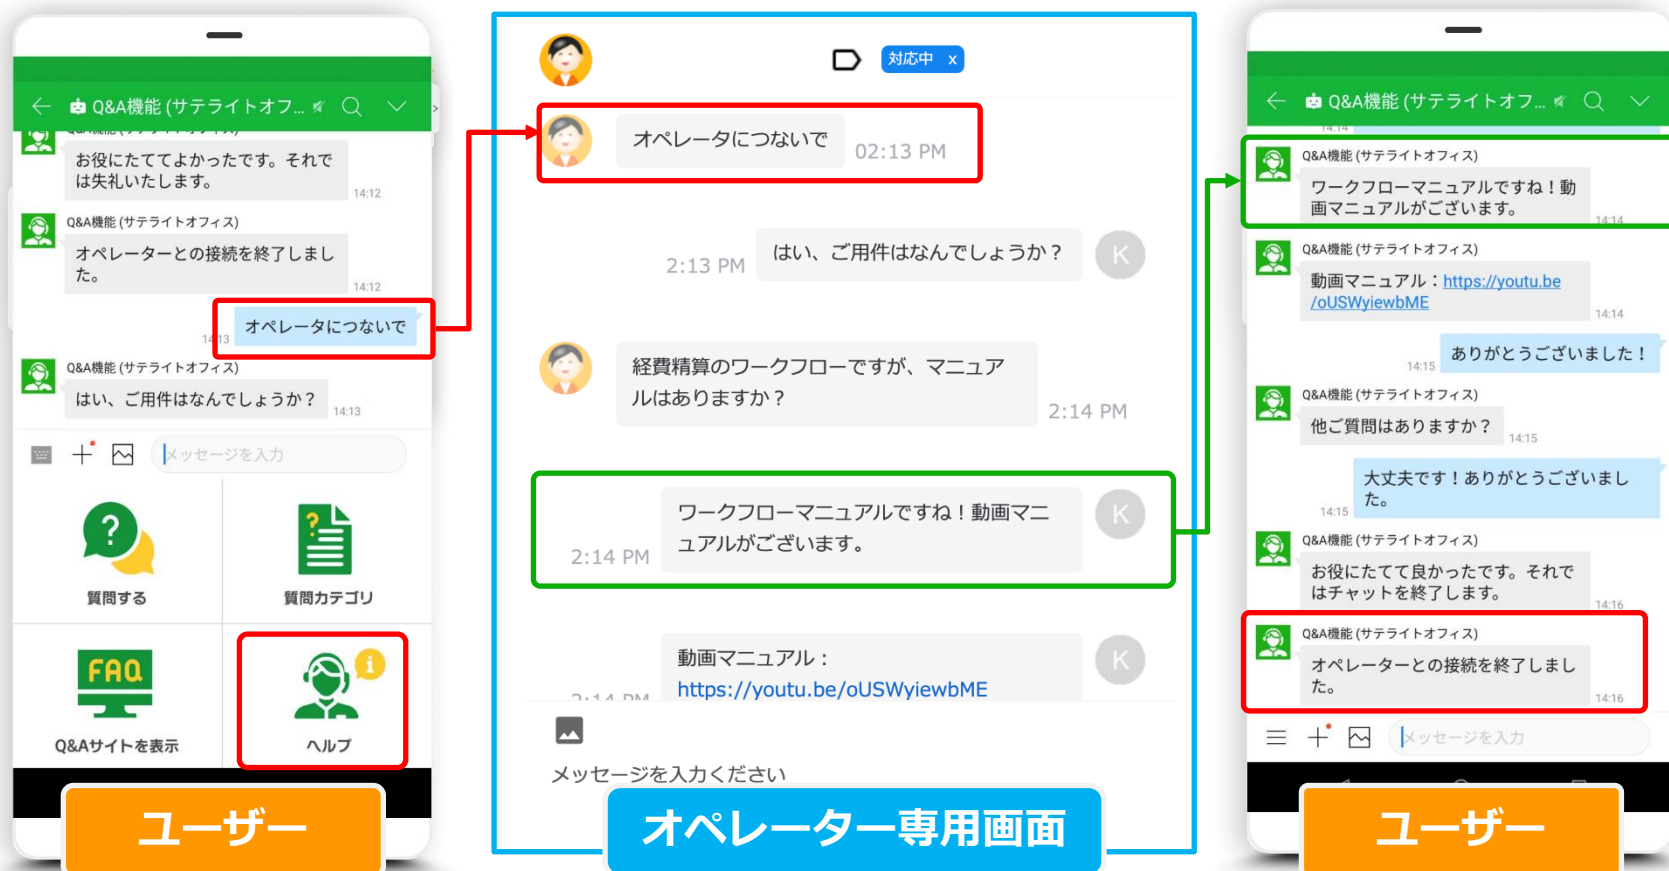 Q&A機能 (サテライトオフ...
お役にたててよかったです。それで
は失礼いたします。
14:12
Q&A機能 (サテライトオフィス)
オペレーターとの接続を終了しまし
た。
14:12
オペレータにつないで
14:13
Q&A機能 (サテライトオフィス)
はい、ご用件はなんでしょうか？
14:13
メッセージを入力
質問する
質問カテゴリ
FAQ
Q&Aサイトを表示
ヘルプ
ユーザー
対応中 x
オペレータにつないで
02:13 PM
はい、ご用件はなんでしょうか？
K
2:13 PM
経費精算のワークフローですが、マニュア
ルはありますか？
2:14 PM
ワークフローマニュアルですね！動画マニ
ュアルがございます。
K
2:14 PM
動画マニュアル：
https://youtu.be/oUSWyiewbME
K
2:14 PM
メッセージを入力ください
オペレーター専用画面
Q&A機能 (サテライトオフ...
14:14
Q&A機能 (サテライトオフィス)
ワークフローマニュアルですね！動
画マニュアルがございます。
14:14
Q&A機能 (サテライトオフィス)
動画マニュアル：https://youtu.be
/oUSWyiewbME
14:14
ありがとうございました！
14:15
Q&A機能 (サテライトオフィス)
他ご質問はありますか？
14:15
大丈夫です！ありがとうございまし
た。
14:15
Q&A機能 (サテライトオフィス)
お役にたてて良かったです。それで
はチャットを終了します。
14:16
Q&A機能 (サテライトオフィス)
オペレーターとの接続を終了しまし
た。
14:16
メッセージを入力
ユーザー